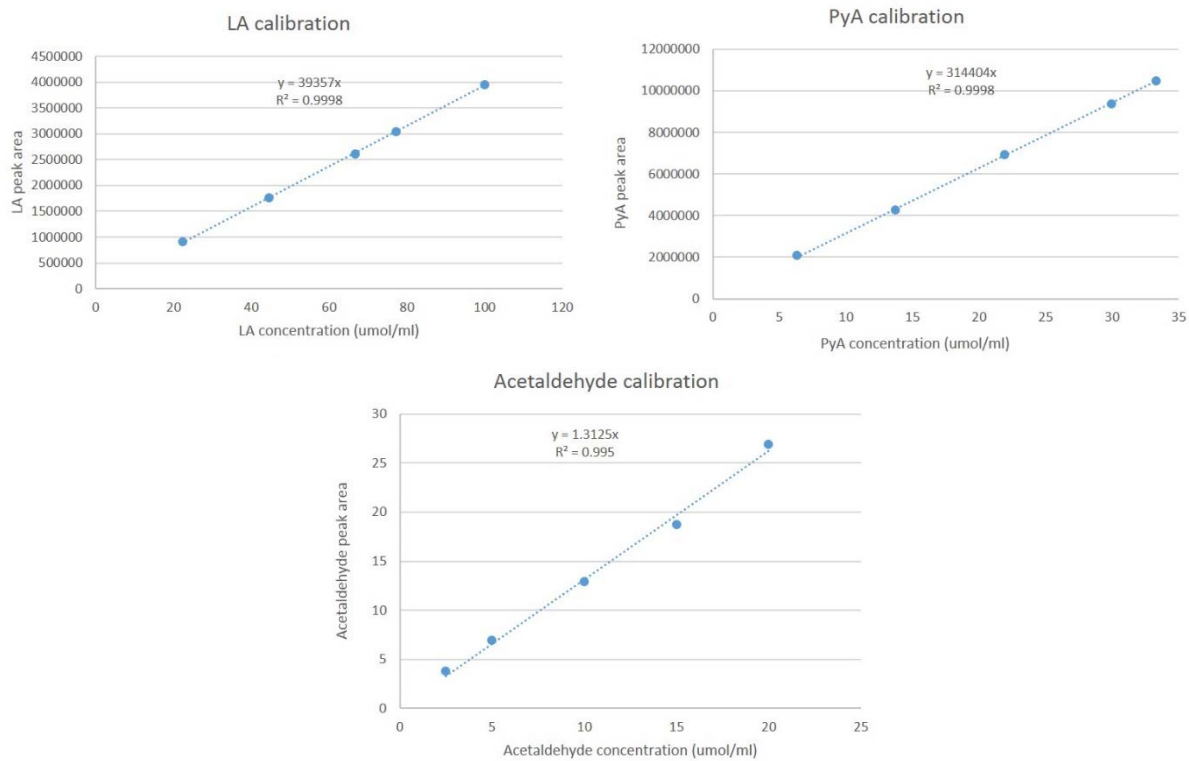 LA calibration
4500000
4000000
3500000
3000000
2500000
2000000
1500000
1000000
500000
0
LA peak area
y = 39357x
R² = 0.9998
0 20 40 60 80 100 120
LA concentration (umol/ml)
PyA calibration
12000000
10000000
8000000
6000000
4000000
2000000
0
PyA peak area
y = 314404x
R² = 0.9998
0 5 10 15 20 25 30 35
PyA concentration (umol/ml)
Acetaldehyde calibration
30
25
20
15
10
5
0
Acetaldehyde peak area
y = 1.3125x
R² = 0.995
0 5 10 15 20 25
Acetaldehyde concentration (umol/ml)